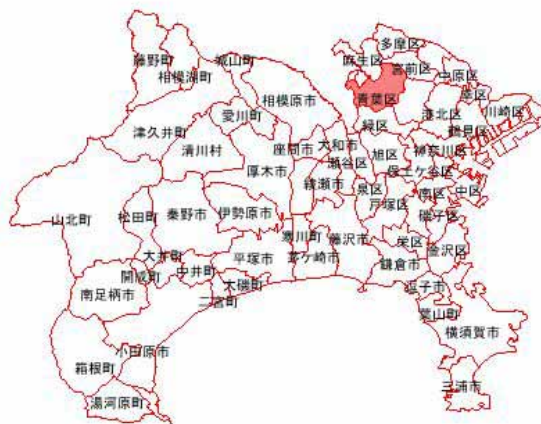 多摩区
藤野町
城山町
麻生区
宮前区
相模湖町
中原区
幸区
相模原市
青葉区
川崎区
愛川町
港北区
津久井町
緑区
鶴見区
清川村
座間市
大和市
瀬谷区
旭区
神奈川区
厚木市
保土ケ谷区
綾瀬市
泉区
南区
中区
山北町
松田町
秦野市
伊勢原市
戸塚区
磯子区
寒川町
藤沢市
栄区
金沢区
大井町
平塚市
茅ケ崎市
鎌倉市
開成町
中井町
南足柄市
大磯町
逗子市
二宮町
葉山町
横須賀市
小田原市
箱根町
三浦市
湯河原町